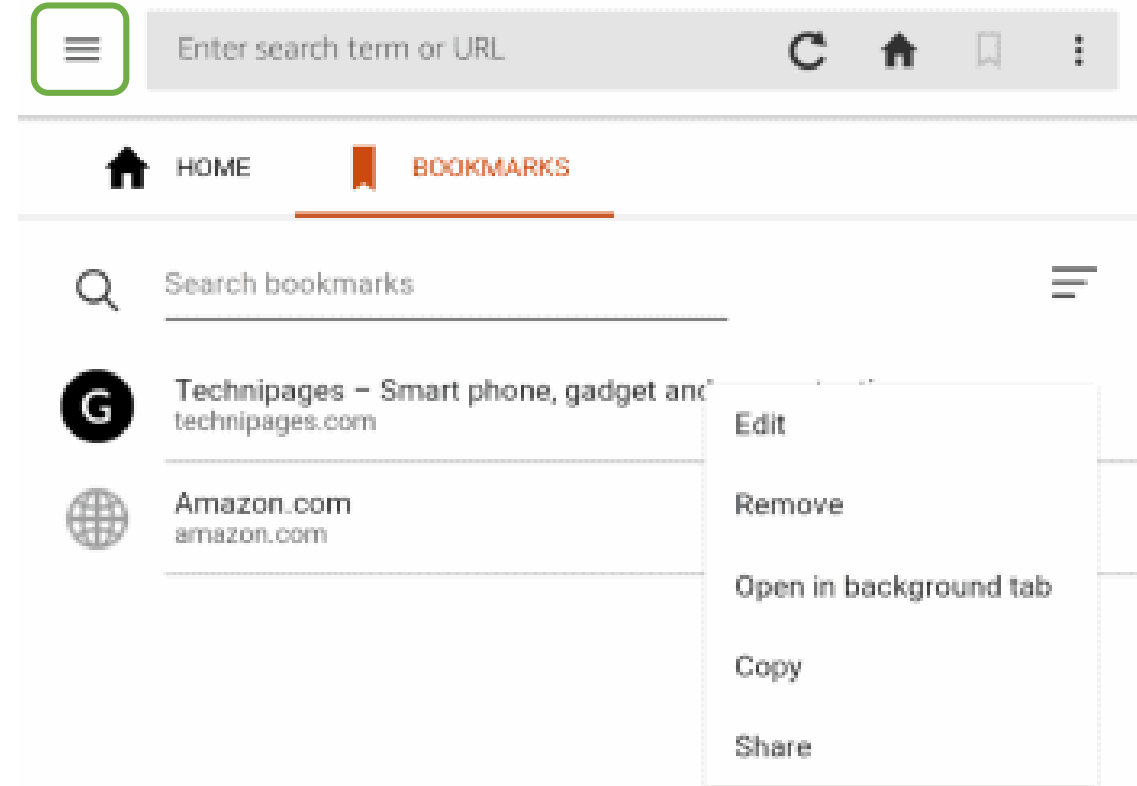 Enter search term or URL
HOME
BOOKMARKS
Search bookmarks
G
Technipages – Smart phone, gadget and
technipages.com
Amazon.com
amazon.com
Edit
Remove
Open in background tab
Copy
Share